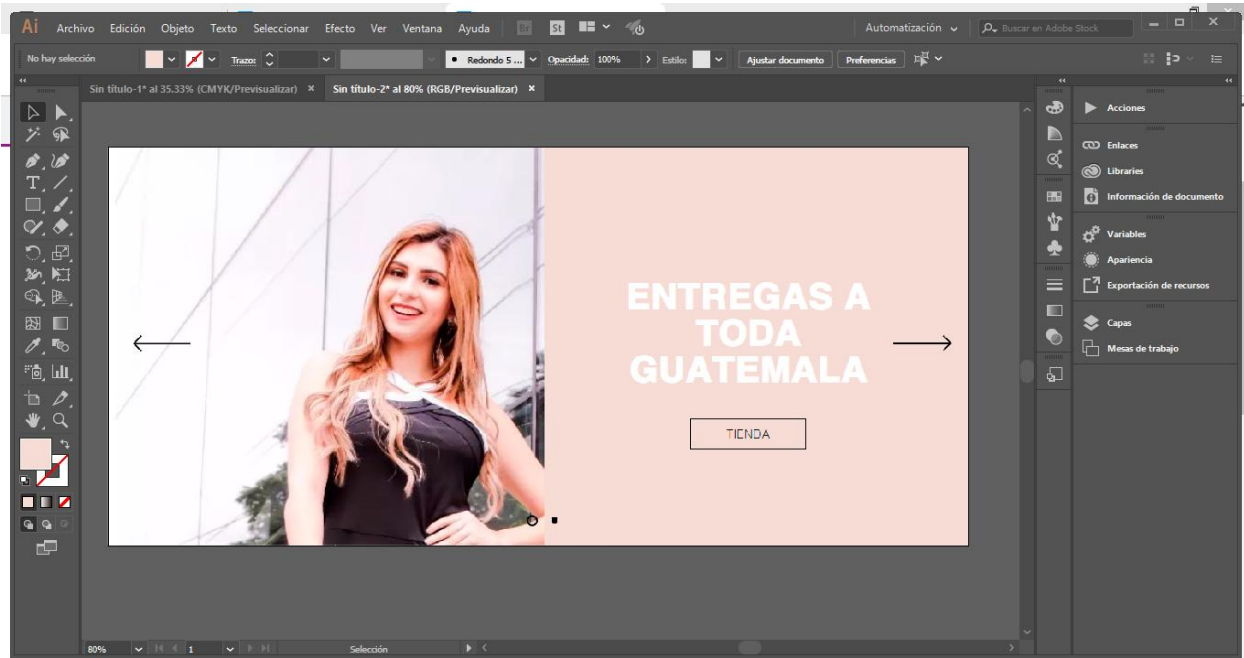 Ai Archivo Edición Objeto Texto Seleccionar Efecto Ver Ventana Ayuda Br St Automatización Buscar en Adobe Stock
No hay selección Trazo: Redondo 5 ... Opacidad: 100% Estilo: Ajustar documento Preferencias
Sin título-1* al 35.33% (CMYK/Previsualizar) × Sin título-2* al 80% (RGB/Previsualizar) ×
Acciones
Enlaces
Libraries
Información de documento
Variables
Apariencia
Exportación de recursos
Capas
Mesas de trabajo
ENTREGAS A
TODA
GUATEMALA
TIENDA
80% 1 Selección